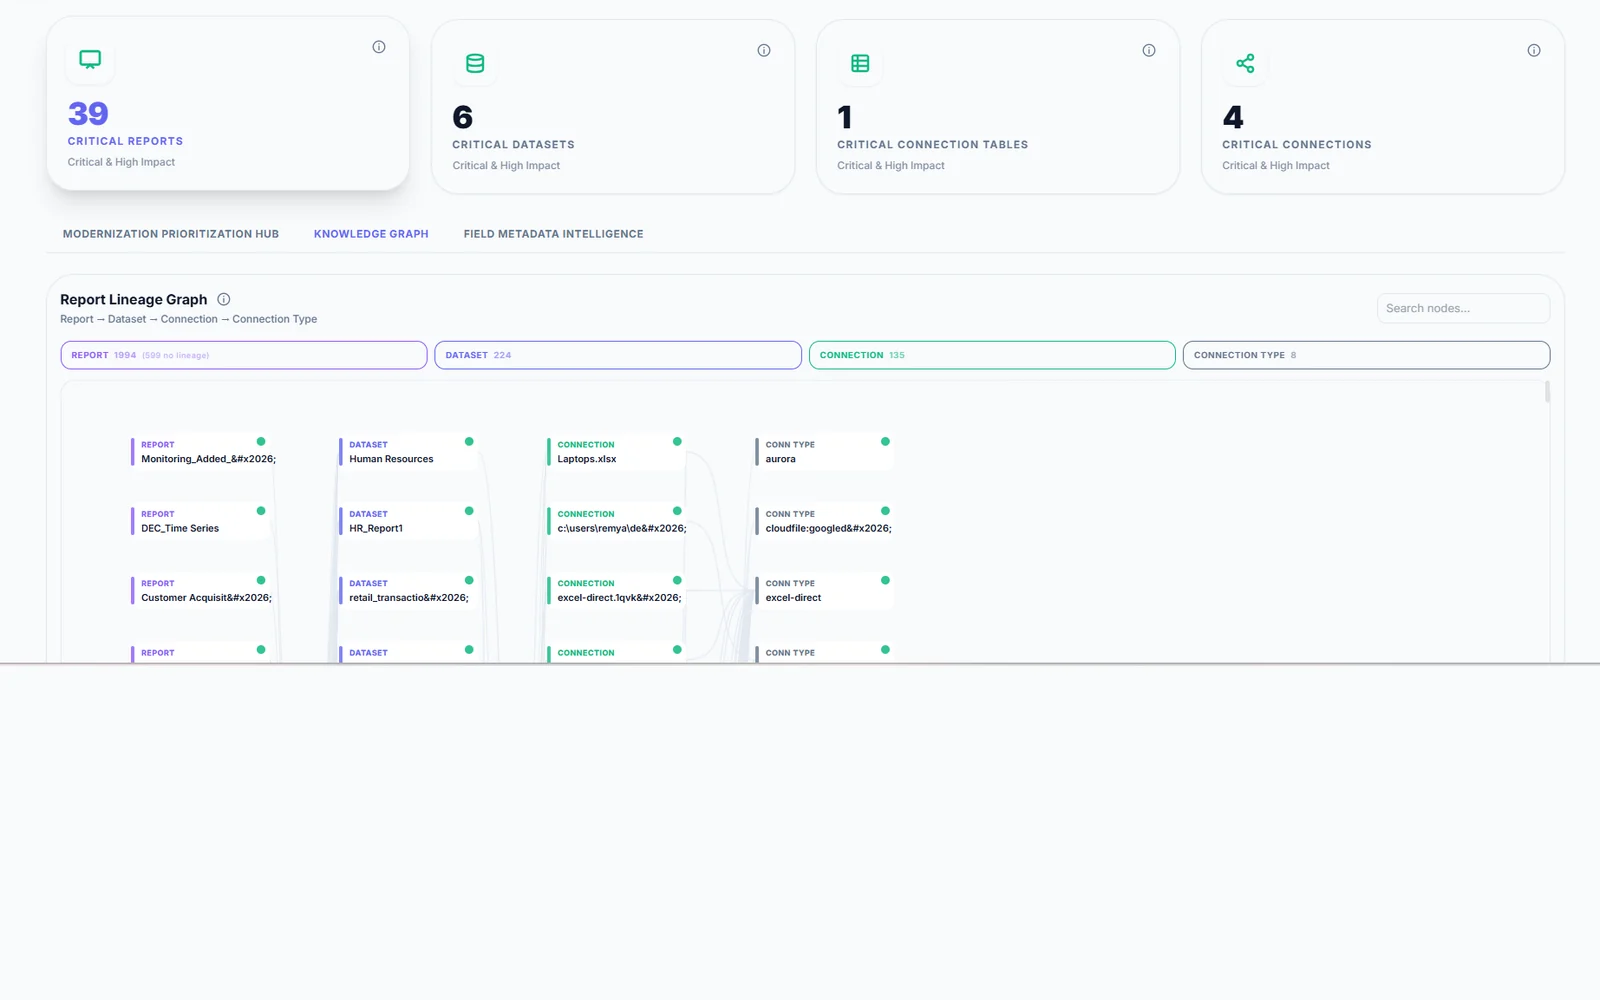 39
CRITICAL REPORTS
Critical & High Impact
6
CRITICAL DATASETS
Critical & High Impact
1
CRITICAL CONNECTION TABLES
Critical & High Impact
4
CRITICAL CONNECTIONS
Critical & High Impact
MODERNIZATION PRIORITIZATION HUB KNOWLEDGE GRAPH FIELD METADATA INTELLIGENCE
Report Lineage Graph
Report → Dataset → Connection → Connection Type
Search nodes...
REPORT 1994 (599 no lineage) DATASET 224 CONNECTION 135 CONNECTION TYPE 8
REPORT DATASET CONNECTION CONN TYPE
Monitoring_Added_&#x2026; Human Resources Laptops.xlsx aurora
REPORT DATASET CONNECTION CONN TYPE
DEC_Time Series HR_Report1 c:\users\remya\de&#x2026; cloudfile:googled&#x2026;
REPORT DATASET CONNECTION CONN TYPE
Customer Acquisit&#x2026; retail_transactio&#x2026; excel-direct.1qvk&#x2026; excel-direct
REPORT DATASET CONNECTION CONN TYPE